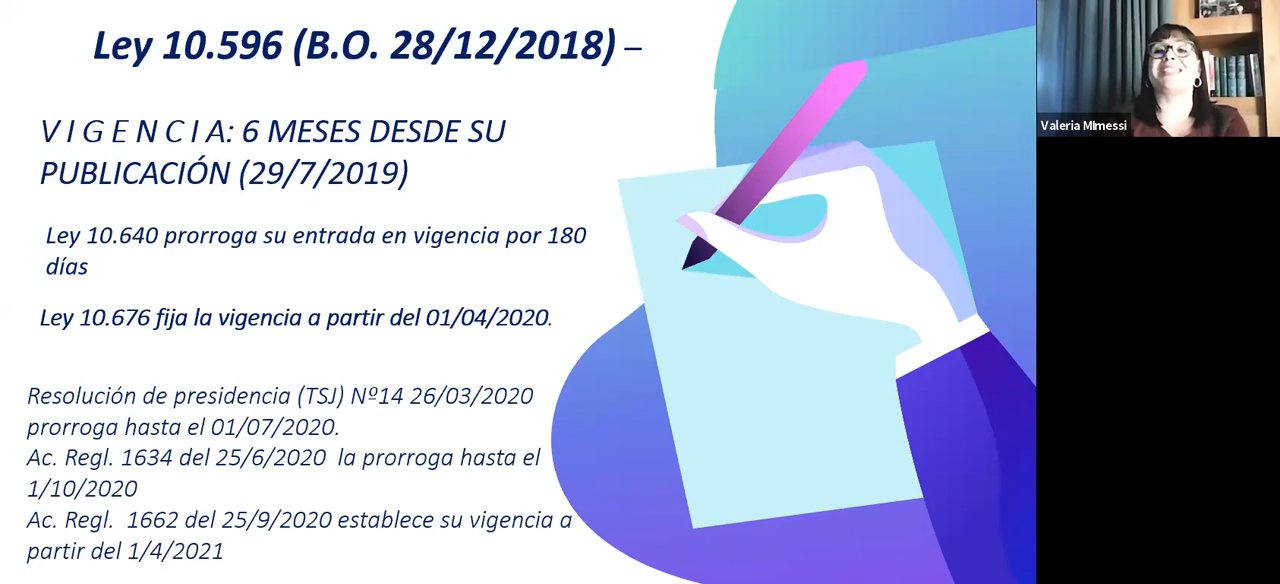 Ley 10.596 (B.O. 28/12/2018) –
V I G E N C I A: 6 MESES DESDE SU
PUBLICACIÓN (29/7/2019)
Ley 10.640 prorroga su entrada en vigencia por 180
días
Ley 10.676 fija la vigencia a partir del 01/04/2020.
Resolución de presidencia (TSJ) Nº14 26/03/2020
prorroga hasta el 01/07/2020.
Ac. Regl. 1634 del 25/6/2020  la prorroga hasta el
1/10/2020
Ac. Regl.  1662 del 25/9/2020 establece su vigencia a
partir del 1/4/2021
Valeria MImessi